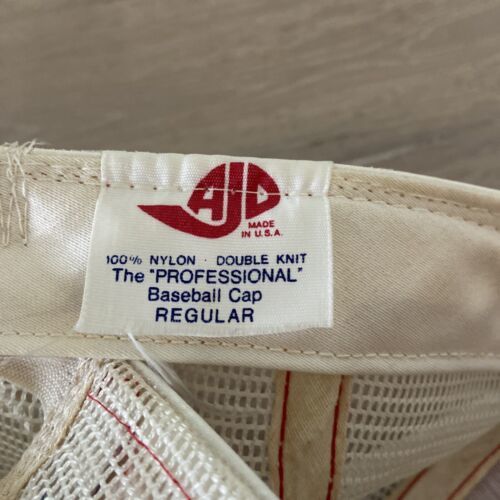 AJD
MADE
IN U.S.A.
100% NYLON · DOUBLE KNIT
The "PROFESSIONAL"
Baseball Cap
REGULAR